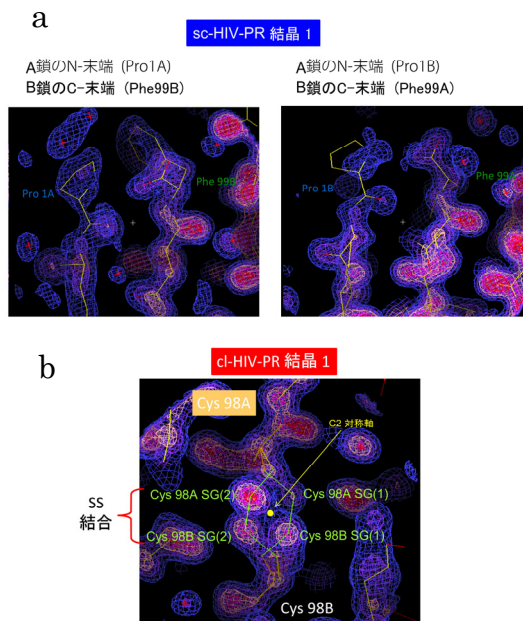 a
sc-HIV-PR 結晶 1
A鎖のN-末端 (Pro1A)
B鎖のC-末端 (Phe99B)
A鎖のN-末端 (Pro1B)
B鎖のC-末端 (Phe99A)
Pro 1A
Phe 99B
Pro 1B
Phe 99A
b
cl-HIV-PR 結晶 1
Cys 98A
C2 対称軸
SS
結合
Cys 98A SG(2)
Cys 98A SG(1)
Cys 98B SG(2)
Cys 98B SG(1)
Cys 98B